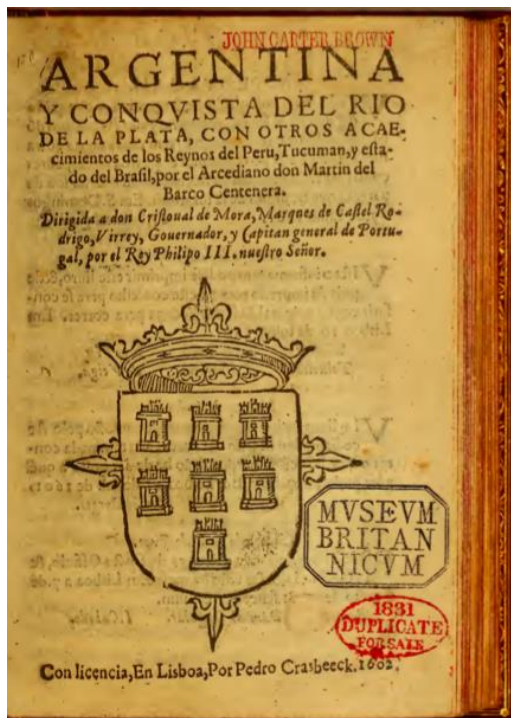 JOHN CARTER BROWN
ARGENTINA
Y CONQVISTA DEL RIO
DE LA PLATA, CON OTROS ACAE-
cimientos de los Reynos del Peru, Tucuman, y esta-
do del Brasil, por el Arcediano don Martin del
Barco Centenera.
Dirigida a don Cristoual de Mora, Marques de Castel Ro-
drigo, Virrey, Gouernador, y Capitan general de Portu-
gal, por el Rey Philipo III. nuestro Señor.
MVSEVM
BRITAN
NICVM
1831
DUPLICATE
FOR SALE
Con licencia, En Lisboa, Por Pedro Crasbeeck. 1602.